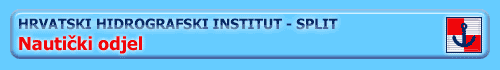 HRVATSKI HIDROGRAFSKI INSTITUT - SPLIT
Nautički odjel